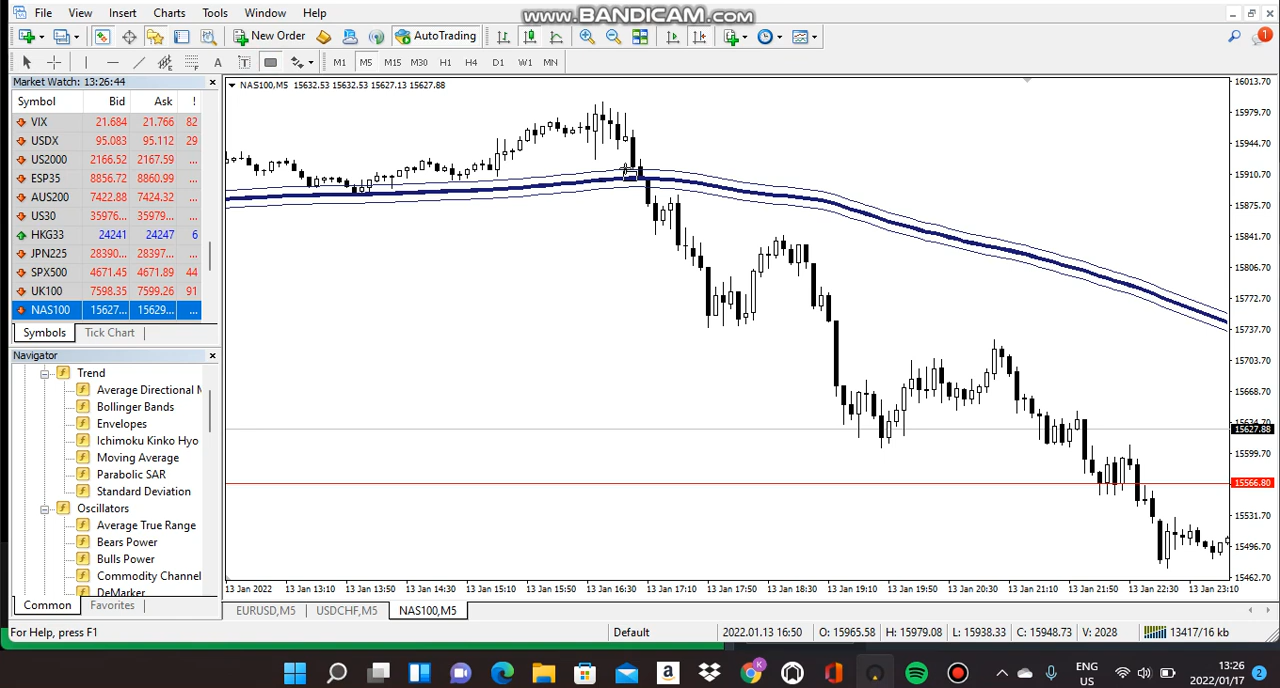 www.BANDICAM.com
File View Insert Charts Tools Window Help
New Order AutoTrading
A T M1 M5 M15 M30 H1 H4 D1 W1 MN
1
Market Watch: 13:26:44
Symbol Bid Ask !
VIX 21.684 21.766 82
USDX 95.083 95.112 29
US2000 2166.52 2167.59 ...
ESP35 8856.72 8860.99 ...
AUS200 7422.88 7424.32 ...
US30 35976... 35979... ...
HKG33 24241 24247 6
JPN225 28390... 28397... ...
SPX500 4671.45 4671.89 44
UK100 7598.35 7599.26 91
NAS100 15627... 15629... ...
Symbols Tick Chart
Navigator
Trend
Average Directional M
Bollinger Bands
Envelopes
Ichimoku Kinko Hyo
Moving Average
Parabolic SAR
Standard Deviation
Oscillators
Average True Range
Bears Power
Bulls Power
Commodity Channel
DeMarker
Common Favorites
NAS100,M5 15632.53 15632.53 15627.13 15627.88
16013.70
15979.70
15944.70
15910.70
15875.70
15841.70
15806.70
15772.70
15737.70
15703.70
15668.70
15634.70
15627.88
15599.70
15566.80
15531.70
15496.70
15462.70
13 Jan 2022 13 Jan 13:10 13 Jan 13:50 13 Jan 14:30 13 Jan 15:10 13 Jan 15:50 13 Jan 16:30 13 Jan 17:10 13 Jan 17:50 13 Jan 18:30 13 Jan 19:10 13 Jan 19:50 13 Jan 20:30 13 Jan 21:10 13 Jan 21:50 13 Jan 22:30 13 Jan 23:10
EURUSD,M5 USDCHF,M5 NAS100,M5
For Help, press F1 Default 2022.01.13 16:50 O: 15965.58 H: 15979.08 L: 15938.33 C: 15948.73 V: 2028 13417/16 kb
ENG
US
13:26
2022/01/17
2